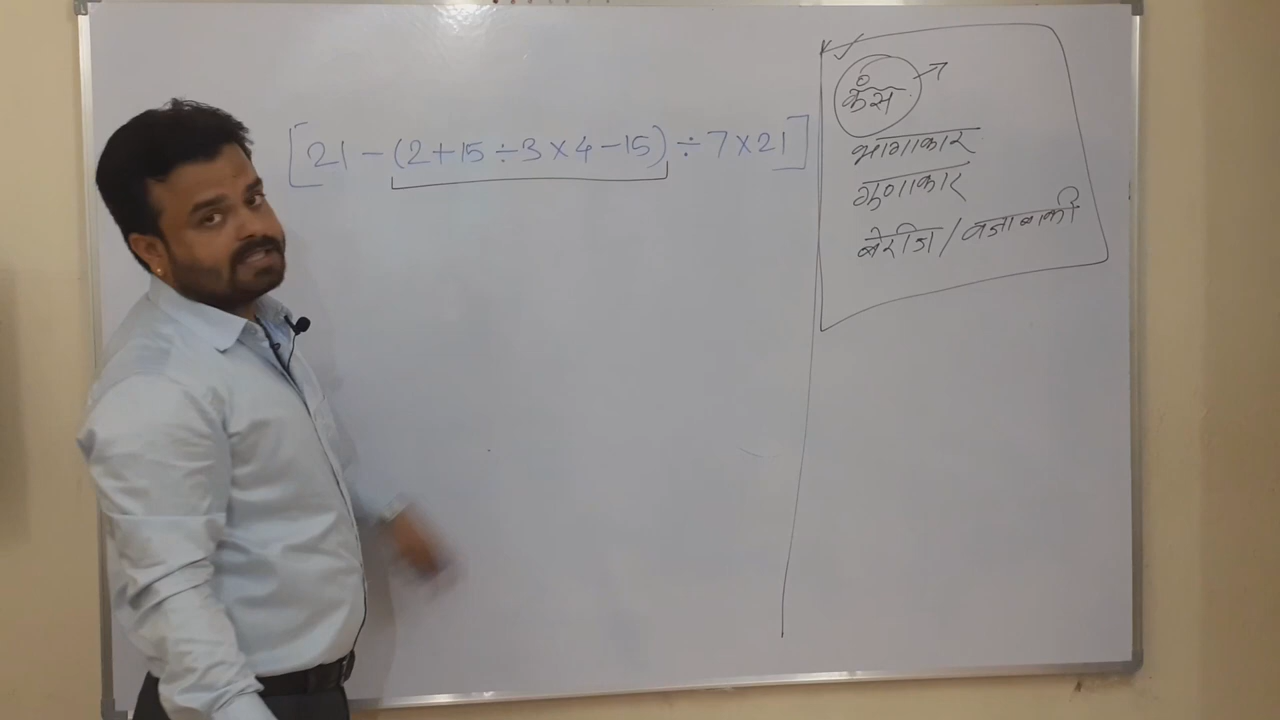 [21 - (2+15÷3×4-15) ÷ 7×21]
कंस
भागाकार
गुणाकार
बेरीज / वजाबाकी